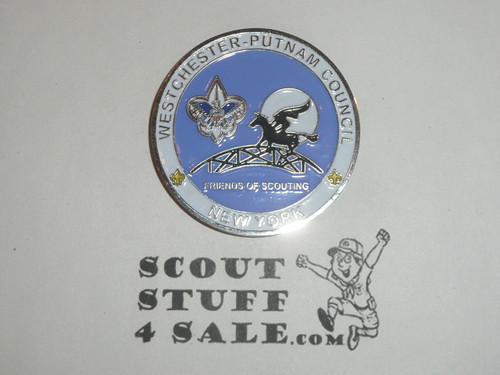 WESTCHESTER-PUTNAM COUNCIL
FRIENDS OF SCOUTING
NEW YORK
SCOUT
STUFF
4 SALE.COM